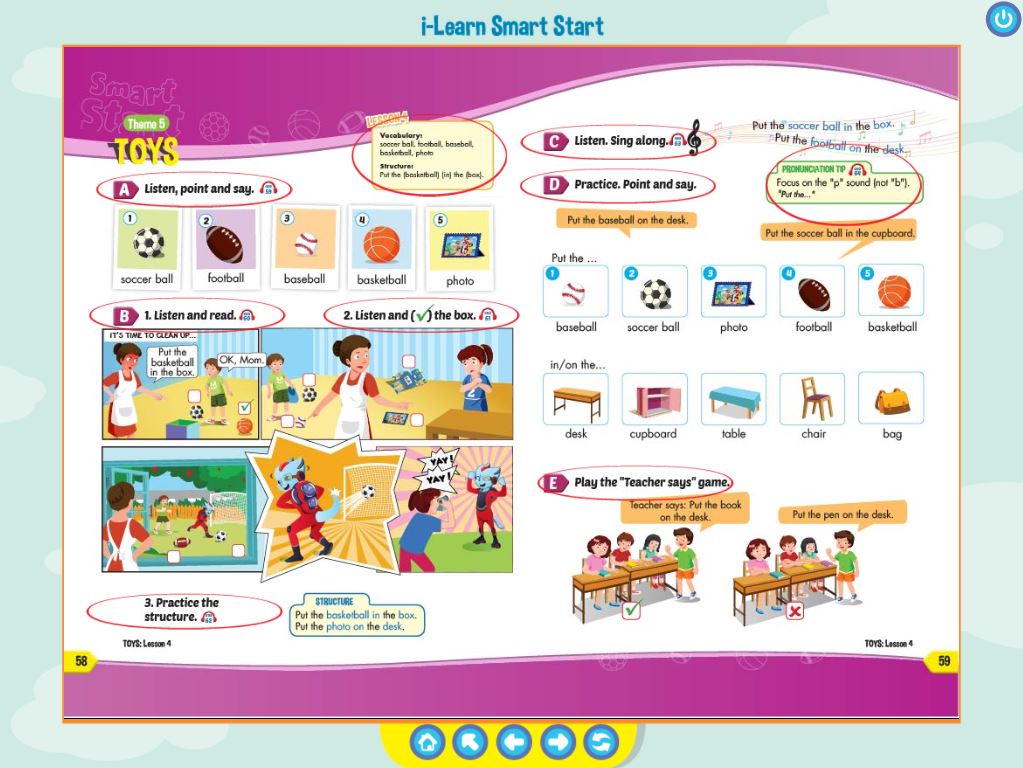 i-Learn Smart Start
Smart
Start
Theme 5
TOYS
LESSON 4
Vocabulary:
soccer ball, football, baseball,
basketball, photo
Structure:
Put the (basketball) (in) the (box).
A Listen, point and say.
1
2
3
4
5
soccer ball
football
baseball
basketball
photo
B 1. Listen and read.
2. Listen and (✓) the box.
IT'S TIME TO CLEAN UP...
Put the
basketball
in the box.
OK, Mom.
YAY!
YAY!
3. Practice the
structure.
STRUCTURE
Put the basketball in the box.
Put the photo on the desk.
TOYS: Lesson 4
58
C Listen. Sing along.
Put the soccer ball in the box.
Put the football on the desk.
D Practice. Point and say.
PRONUNCIATION TIP
Focus on the "p" sound (not "b").
"Put the..."
Put the baseball on the desk.
Put the soccer ball in the cupboard.
Put the ...
1
2
3
4
5
baseball
soccer ball
photo
football
basketball
in/on the...
desk
cupboard
table
chair
bag
E Play the "Teacher says" game.
Teacher says: Put the book
on the desk.
Put the pen on the desk.
TOYS: Lesson 4
59